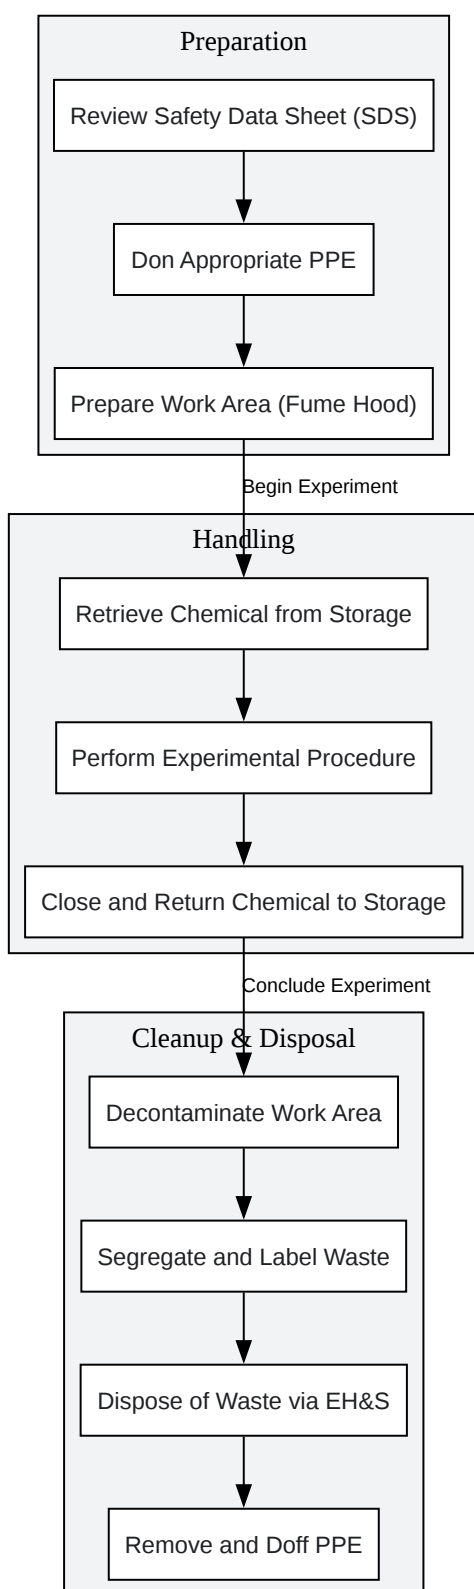 Preparation
Review Safety Data Sheet (SDS)
Don Appropriate PPE
Prepare Work Area (Fume Hood)
Begin Experiment
Handling
Retrieve Chemical from Storage
Perform Experimental Procedure
Close and Return Chemical to Storage
Conclude Experiment
Cleanup & Disposal
Decontaminate Work Area
Segregate and Label Waste
Dispose of Waste via EH&S
Remove and Doff PPE